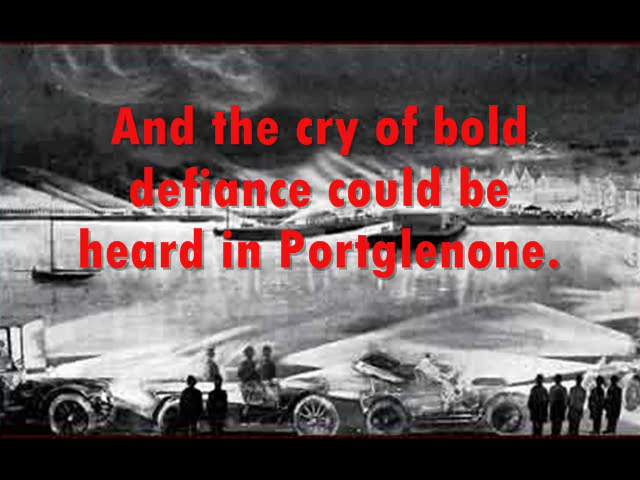 And the cry of bold
defiance could be
heard in Portglenone.